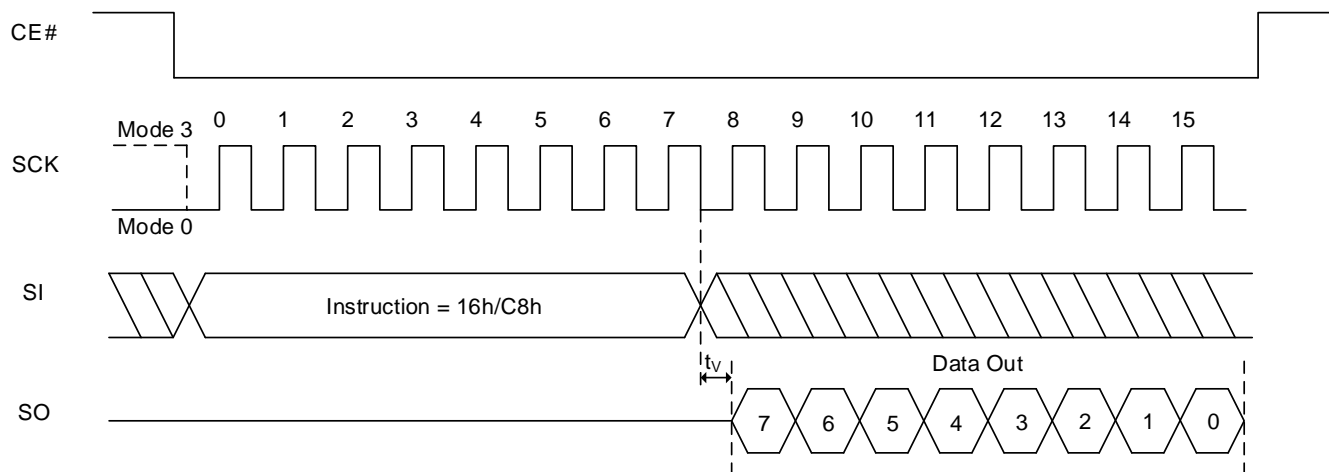 CE#
Mode 3
0 1 2 3 4 5 6 7 8 9 10 11 12 13 14 15
SCK
Mode 0
SI
Instruction = 16h/C8h
tV
Data Out
SO
7 6 5 4 3 2 1 0